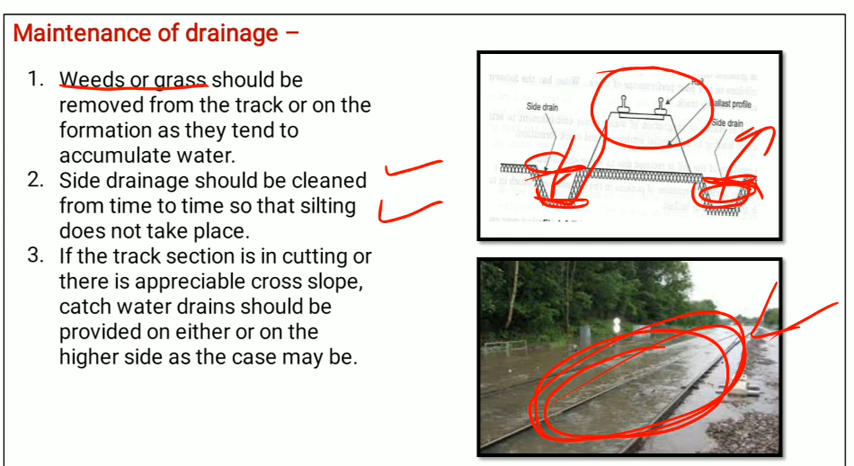 Maintenance of drainage –
1. Weeds or grass should be
removed from the track or on the
formation as they tend to
accumulate water.
2. Side drainage should be cleaned
from time to time so that silting
does not take place.
3. If the track section is in cutting or
there is appreciable cross slope,
catch water drains should be
provided on either or on the
higher side as the case may be.
Rail
Side drain
Ballast profile
Side drain